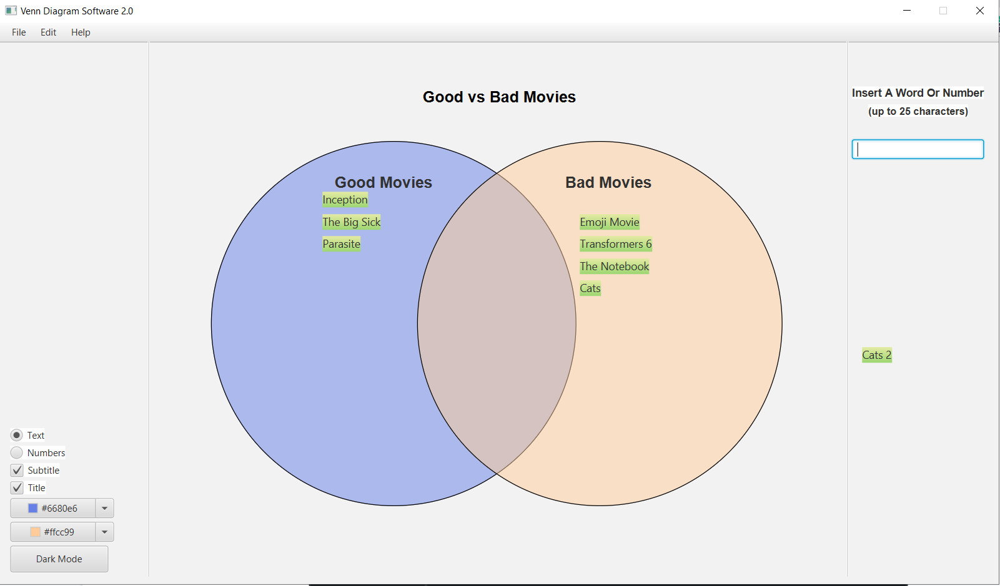 Venn Diagram Software 2.0
File Edit Help
Good vs Bad Movies
Good Movies
Inception
The Big Sick
Parasite
Bad Movies
Emoji Movie
Transformers 6
The Notebook
Cats
Insert A Word Or Number
(up to 25 characters)
Cats 2
Text
Numbers
Subtitle
Title
#6680e6
#ffcc99
Dark Mode